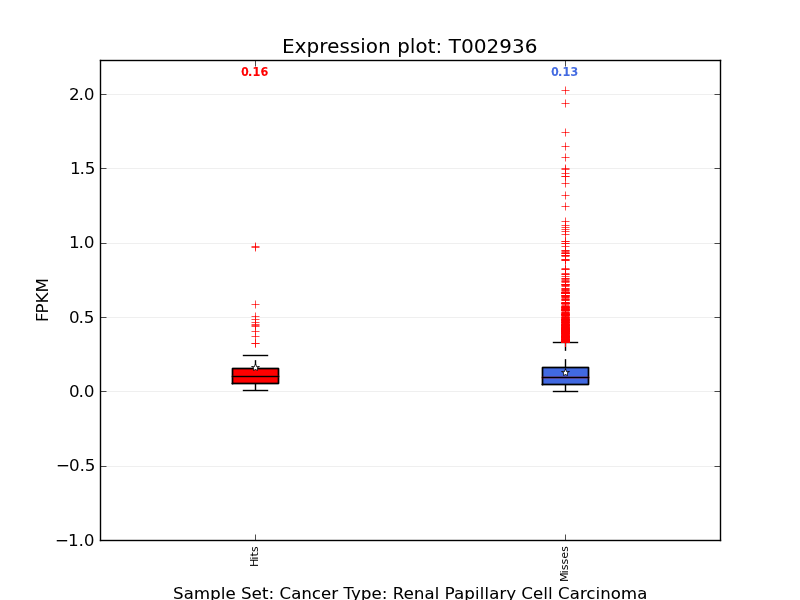 Expression plot: T002936
0.16 0.13
2.0
1.5
1.0
0.5
0.0
−0.5
−1.0
FPKM
Hits Misses
Sample Set: Cancer Type: Renal Papillary Cell Carcinoma